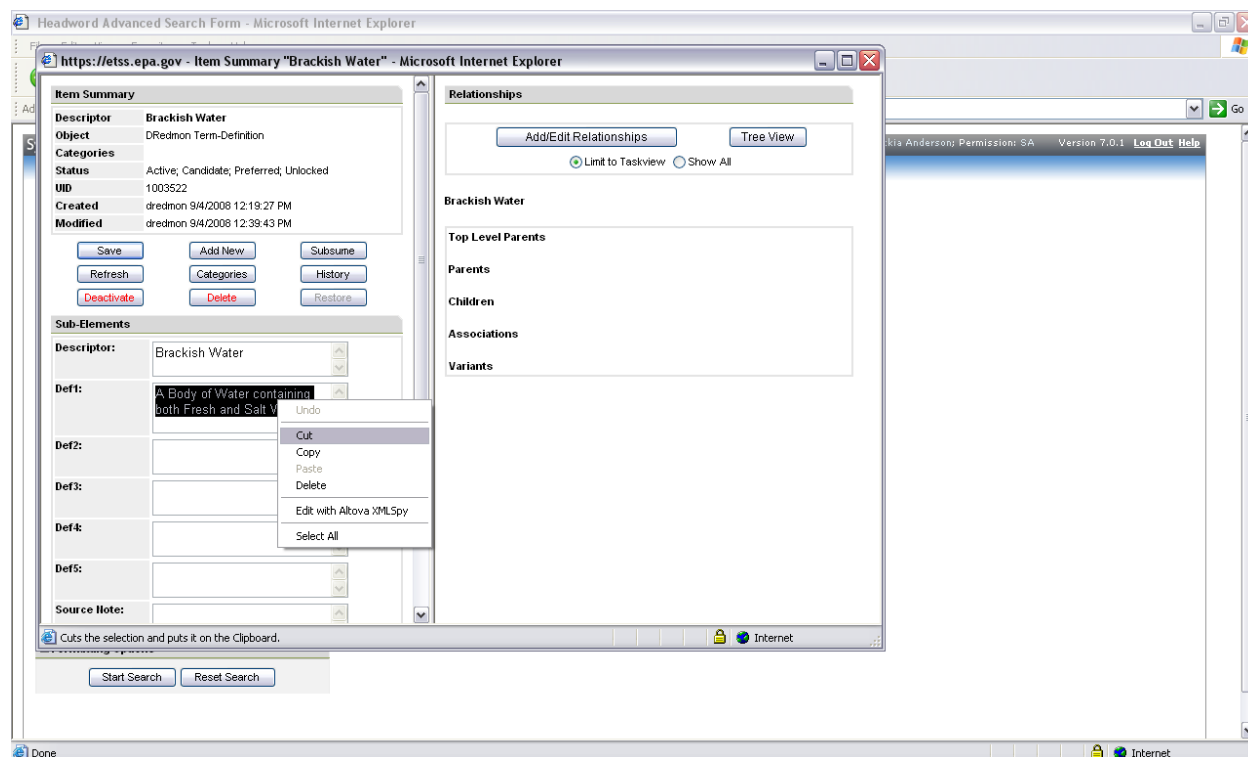 Headword Advanced Search Form - Microsoft Internet Explorer
https://etss.epa.gov - Item Summary "Brackish Water" - Microsoft Internet Explorer
Ad
Go
kia Anderson; Permission: SA Version 7.0.1 Log Out Help
Item Summary
Descriptor Brackish Water
Object DRedmon Term-Definition
Categories
Status Active; Candidate; Preferred; Unlocked
UID 1003522
Created dredmon 9/4/2008 12:19:27 PM
Modified dredmon 9/4/2008 12:39:43 PM
Save Add New Subsume
Refresh Categories History
Deactivate Delete Restore
Sub-Elements
Descriptor: Brackish Water
Def1: A Body of Water containing
both Fresh and Salt
Def2:
Def3:
Def4:
Def5:
Source Note:
Undo
Cut
Copy
Paste
Delete
Edit with Altova XMLSpy
Select All
Relationships
Add/Edit Relationships Tree View
Limit to Taskview Show All
Brackish Water
Top Level Parents
Parents
Children
Associations
Variants
Cuts the selection and puts it on the Clipboard.
Internet
Start Search Reset Search
Done
Internet